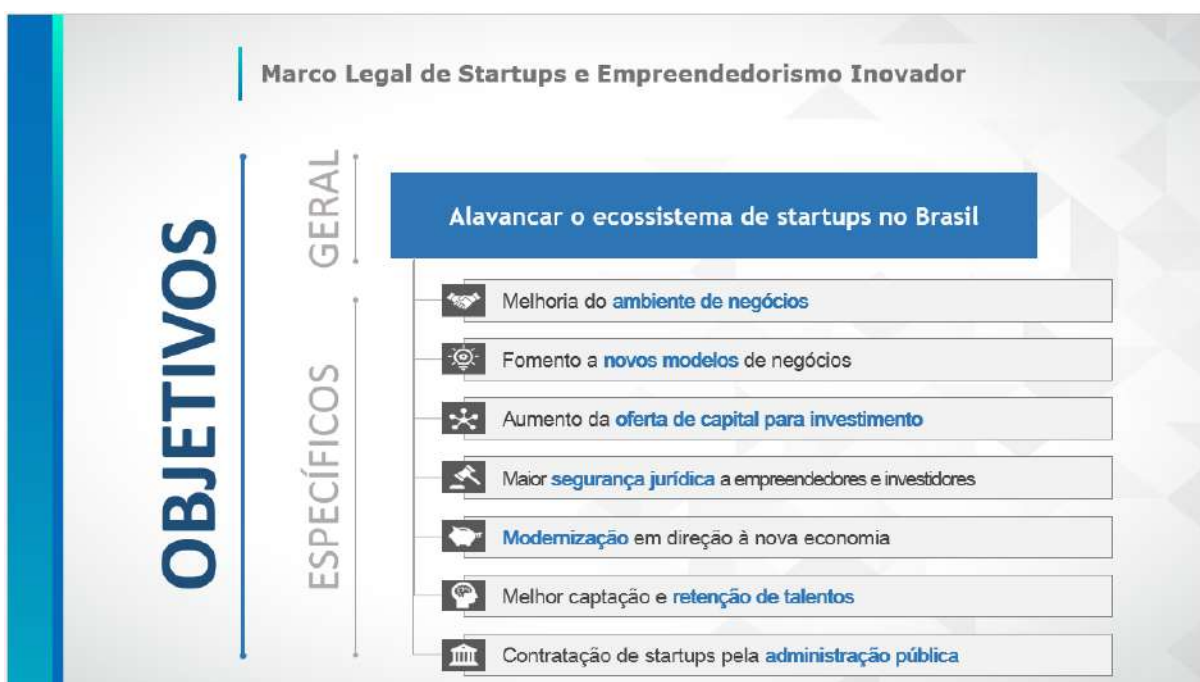 Marco Legal de Startups e Empreendedorismo Inovador
OBJETIVOS
GERAL
Alavancar o ecossistema de startups no Brasil
ESPECÍFICOS
Melhoria do ambiente de negócios
Fomento a novos modelos de negócios
Aumento da oferta de capital para investimento
Maior segurança jurídica a empreendedores e investidores
Modernização em direção à nova economia
Melhor captação e retenção de talentos
Contratação de startups pela administração pública